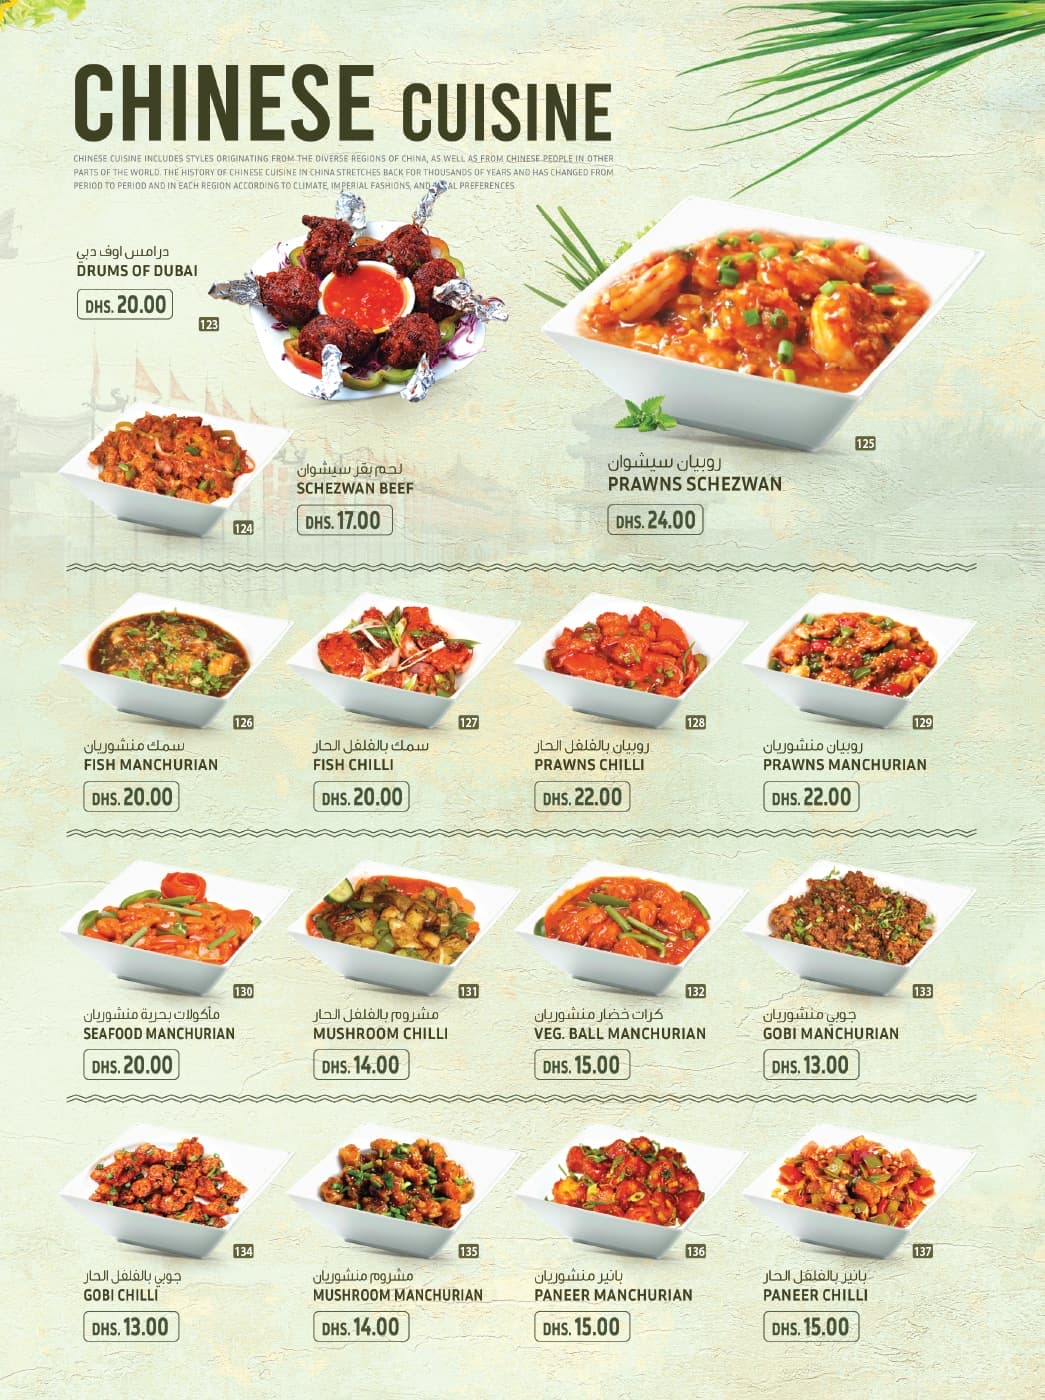 CHINESE CUISINE
CHINESE CUISINE INCLUDES STYLES ORIGINATING FROM THE DIVERSE REGIONS OF CHINA, AS WELL AS FROM CHINESE PEOPLE IN OTHER
PARTS OF THE WORLD. THE HISTORY OF CHINESE CUISINE IN CHINA STRETCHES BACK FOR THOUSANDS OF YEARS AND HAS CHANGED FROM
PERIOD TO PERIOD AND IN EACH REGION ACCORDING TO CLIMATE, IMPERIAL FASHIONS, AND PREFERENCES.
درامس اوف دبي
DRUMS OF DUBAI
DHS. 20.00
123
لحم بقر سيشوان
SCHEZWAN BEEF
DHS. 17.00
124
125
روبيان سيشوان
PRAWNS SCHEZWAN
DHS. 24.00
126
سمك منشوريان
FISH MANCHURIAN
DHS. 20.00
127
سمك بالفلفل الحار
FISH CHILLI
DHS. 20.00
128
روبيان بالفلفل الحار
PRAWNS CHILLI
DHS. 22.00
129
روبيان منشوريان
PRAWNS MANCHURIAN
DHS. 22.00
130
مأكولات بحرية منشوريان
SEAFOOD MANCHURIAN
DHS. 20.00
131
مشروم بالفلفل الحار
MUSHROOM CHILLI
DHS. 14.00
132
كرات خضار منشوريان
VEG. BALL MANCHURIAN
DHS. 15.00
133
جوبي منشوريان
GOBI MANCHURIAN
DHS. 13.00
134
جوبي بالفلفل الحار
GOBI CHILLI
DHS. 13.00
135
مشروم منشوريان
MUSHROOM MANCHURIAN
DHS. 14.00
136
بانير منشوريان
PANEER MANCHURIAN
DHS. 15.00
137
بانير بالفلفل الحار
PANEER CHILLI
DHS. 15.00